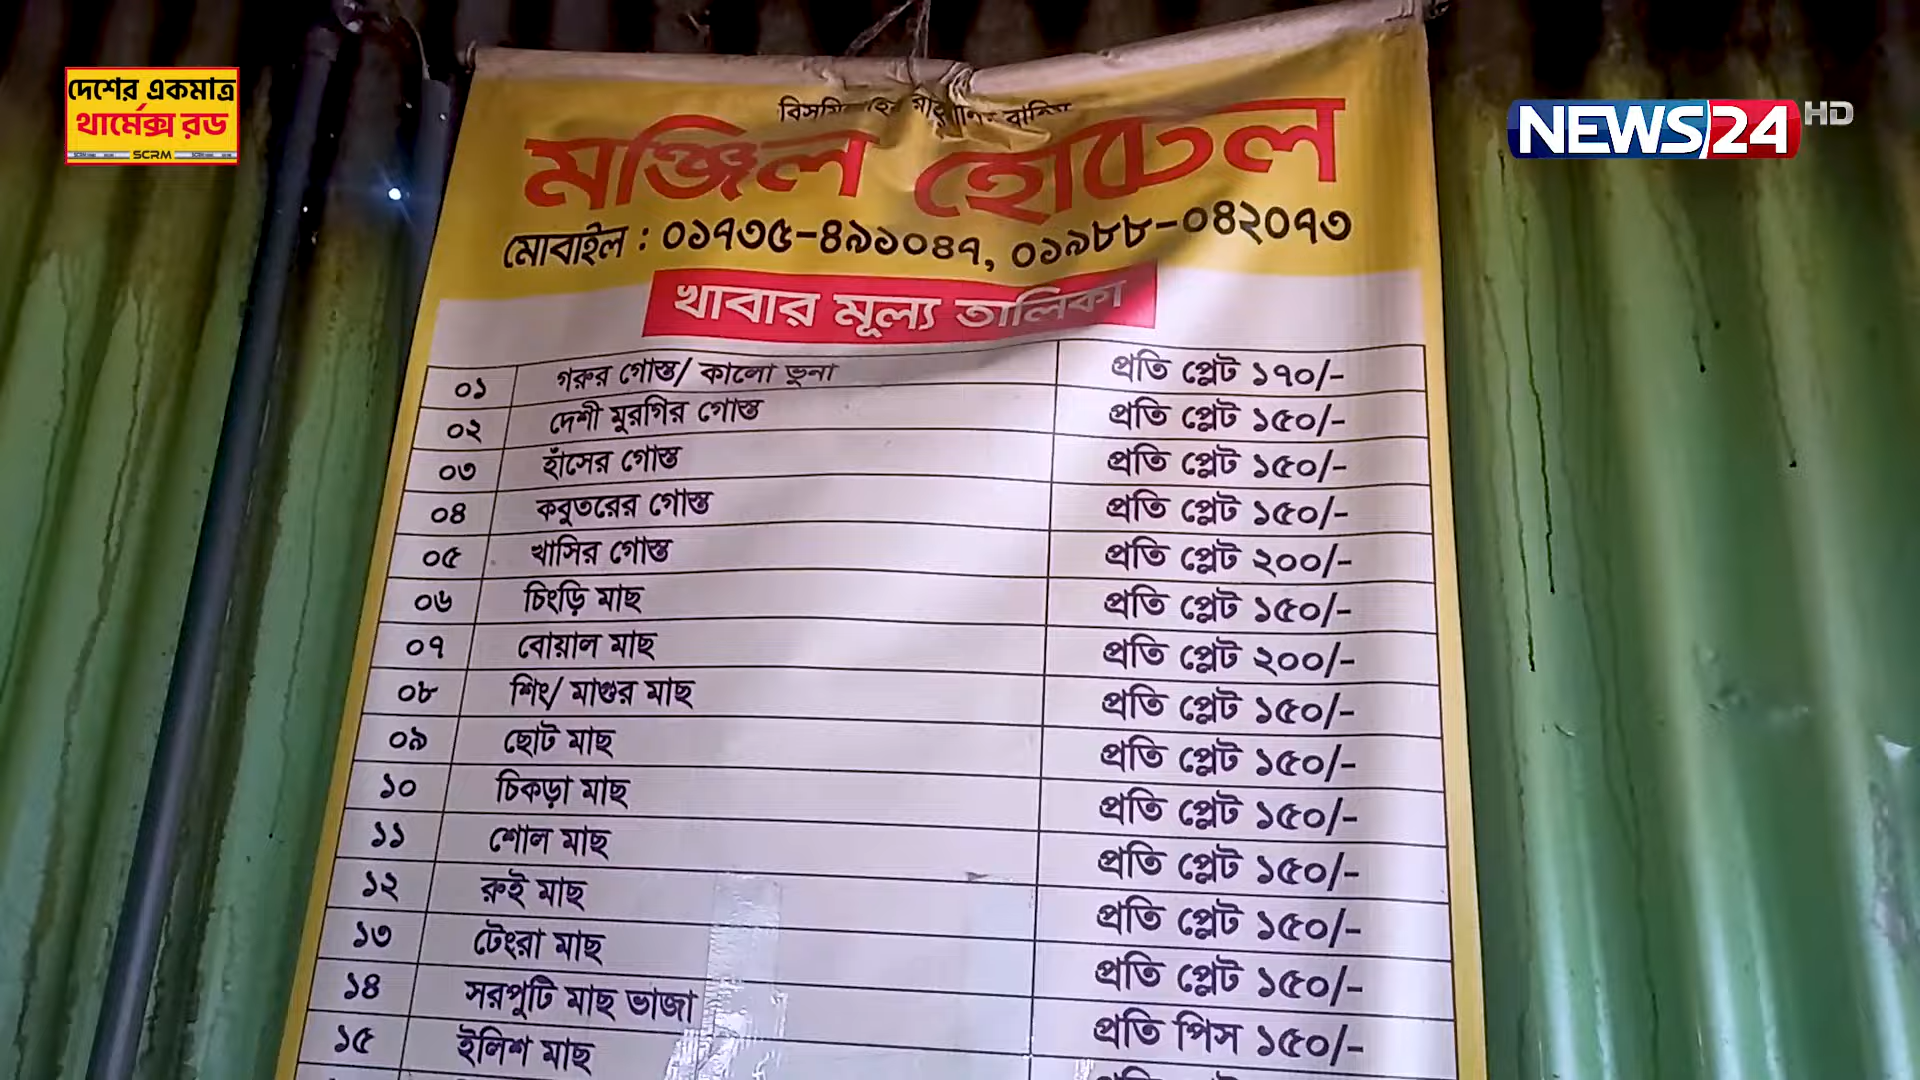 দেশের একমাত্র
থার্মেক্স রড
SCRM
NEWS 24 HD
মঞ্জিল হোটেল
মোবাইল : ০১৭৩৫-৪৯১০৪৭, ০১৯৮৮-০৪২০৭৩
খাবার মূল্য তালিকা
০১ গরুর গোস্ত/ কালো ভুনা প্রতি প্লেট ১৭০/-
০২ দেশী মুরগির গোস্ত প্রতি প্লেট ১৫০/-
০৩ হাঁসের গোস্ত প্রতি প্লেট ১৫০/-
০৪ কবুতরের গোস্ত প্রতি প্লেট ১৫০/-
০৫ খাসির গোস্ত প্রতি প্লেট ২০০/-
০৬ চিংড়ি মাছ প্রতি প্লেট ১৫০/-
০৭ বোয়াল মাছ প্রতি প্লেট ২০০/-
০৮ শিং/ মাগুর মাছ প্রতি প্লেট ১৫০/-
০৯ ছোট মাছ প্রতি প্লেট ১৫০/-
১০ চিকড়া মাছ প্রতি প্লেট ১৫০/-
১১ শোল মাছ প্রতি প্লেট ১৫০/-
১২ রুই মাছ প্রতি প্লেট ১৫০/-
১৩ টেংরা মাছ প্রতি প্লেট ১৫০/-
১৪ সরপুটি মাছ ভাজা প্রতি পিস ১৫০/-
১৫ ইলিশ মাছ